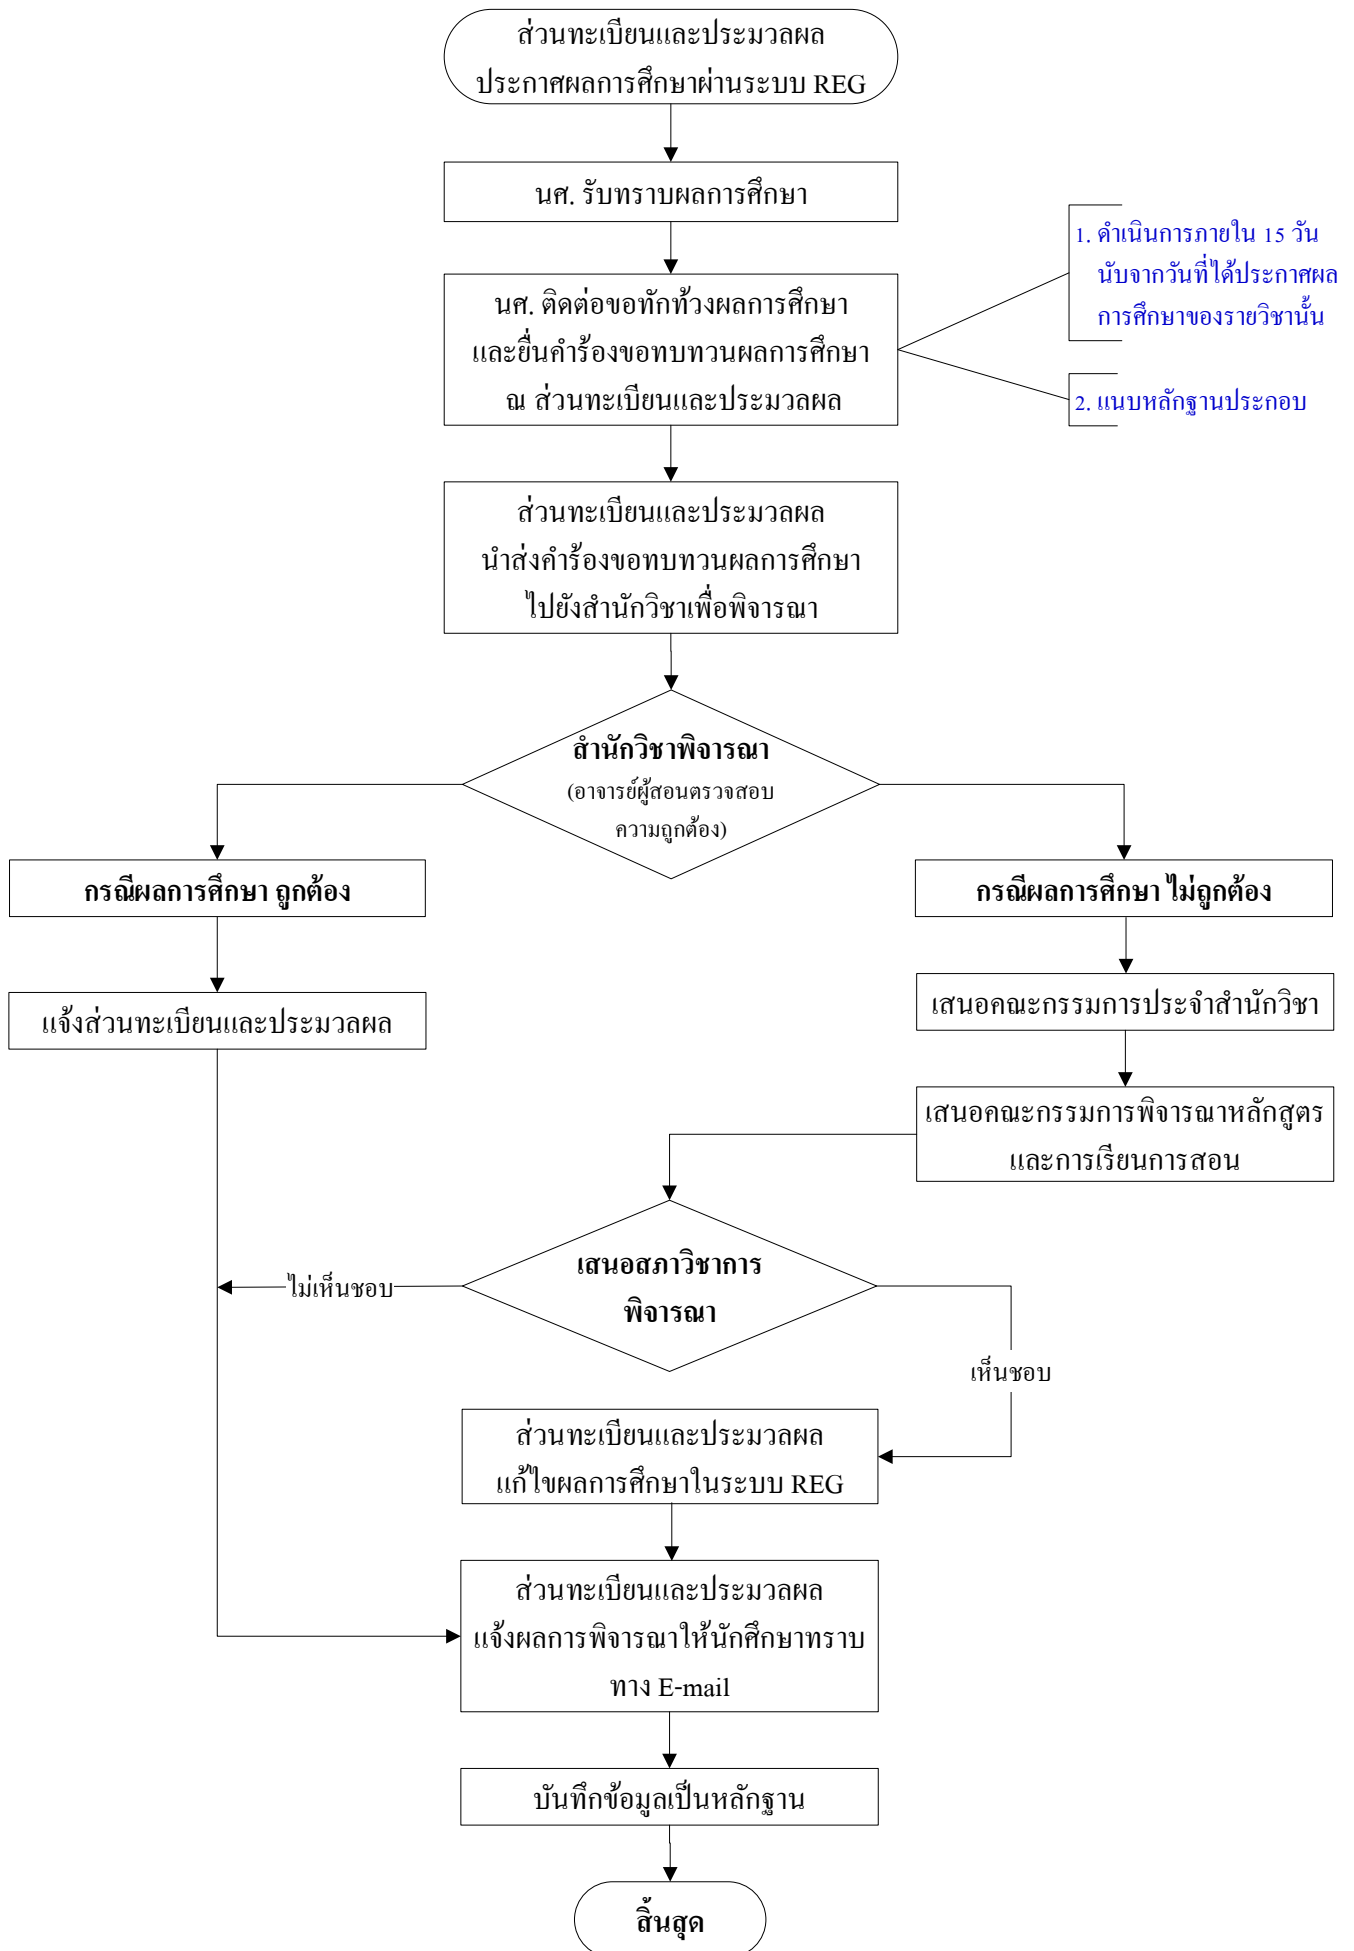 ส่วนทะเบียนและประมวลผล
ประกาศผลการศึกษาผ่านระบบ REG
นศ. รับทราบผลการศึกษา
นศ. ติดต่อขอทักท้วงผลการศึกษา
และยื่นคำร้องขอทบทวนผลการศึกษา
ณ ส่วนทะเบียนและประมวลผล
1. ดำเนินการภายใน 15 วัน
นับจากวันที่ได้ประกาศผล
การศึกษาของรายวิชานั้น
2. แนบหลักฐานประกอบ
ส่วนทะเบียนและประมวลผล
นำส่งคำร้องขอทบทวนผลการศึกษา
ไปยังสำนักวิชาเพื่อพิจารณา
สำนักวิชาพิจารณา
(อาจารย์ผู้สอนตรวจสอบ
ความถูกต้อง)
กรณีผลการศึกษา ถูกต้อง
กรณีผลการศึกษา ไม่ถูกต้อง
แจ้งส่วนทะเบียนและประมวลผล
เสนอคณะกรรมการประจำสำนักวิชา
เสนอคณะกรรมการพิจารณาหลักสูตร
และการเรียนการสอน
เสนอสภาวิชาการ
พิจารณา
ไม่เห็นชอบ
เห็นชอบ
ส่วนทะเบียนและประมวลผล
แก้ไขผลการศึกษาในระบบ REG
ส่วนทะเบียนและประมวลผล
แจ้งผลการพิจารณาให้นักศึกษาทราบ
ทาง E-mail
บันทึกข้อมูลเป็นหลักฐาน
สิ้นสุด